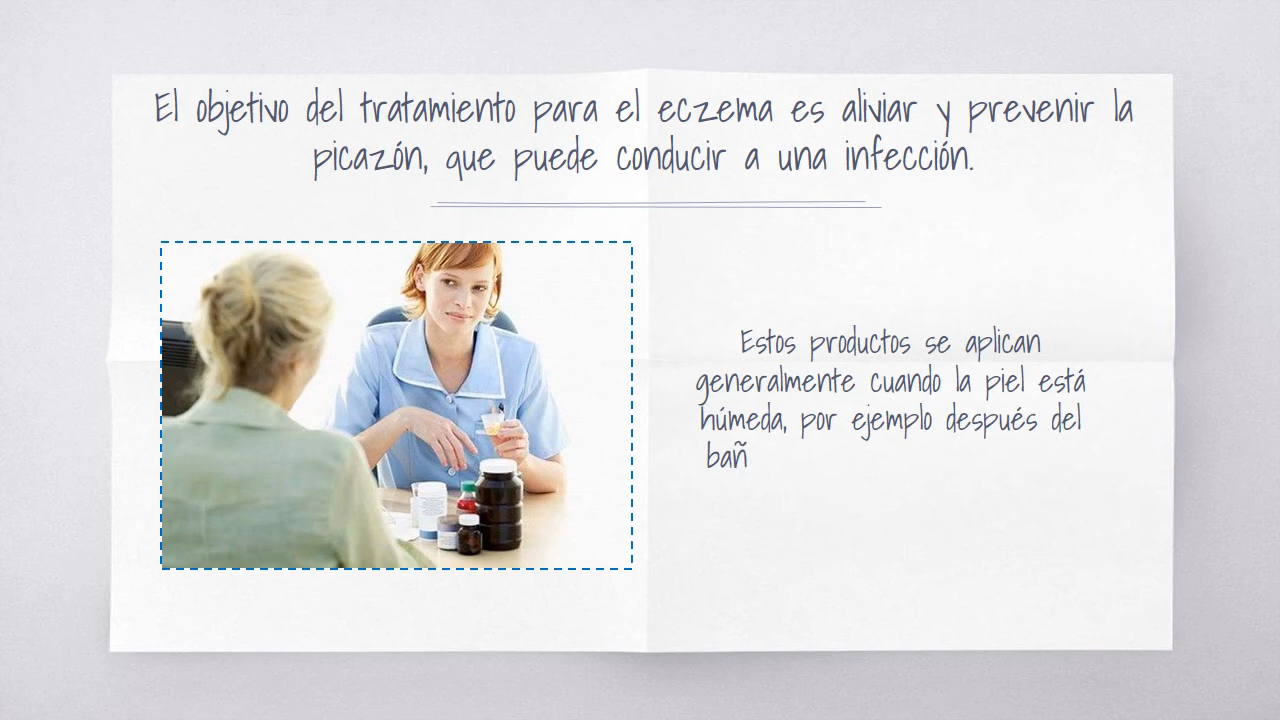 El objetivo del tratamiento para el eczema es aliviar y prevenir la
picazón, que puede conducir a una infección.
Estos productos se aplican
generalmente cuando la piel está
húmeda, por ejemplo después del
bañ